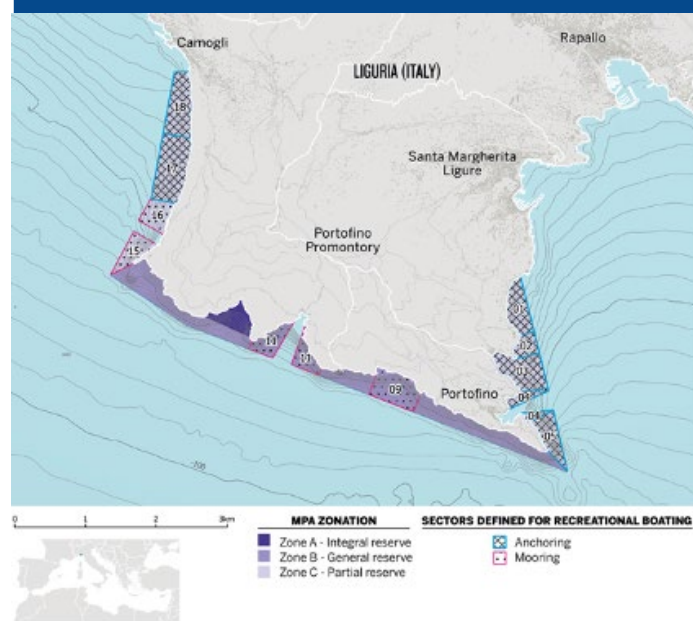 Camogli
Rapallo
LIGURIA (ITALY)
18
Santa Margherita
Ligure
17
16
Portofino
Promontory
15
01
02
11
11
03
09
Portofino
04
04
05
0
1
2
3km
MPA ZONATION
Zone A - Integral reserve
Zone B - General reserve
Zone C - Partial reserve
SECTORS DEFINED FOR RECREATIONAL BOATING
Anchoring
Mooring